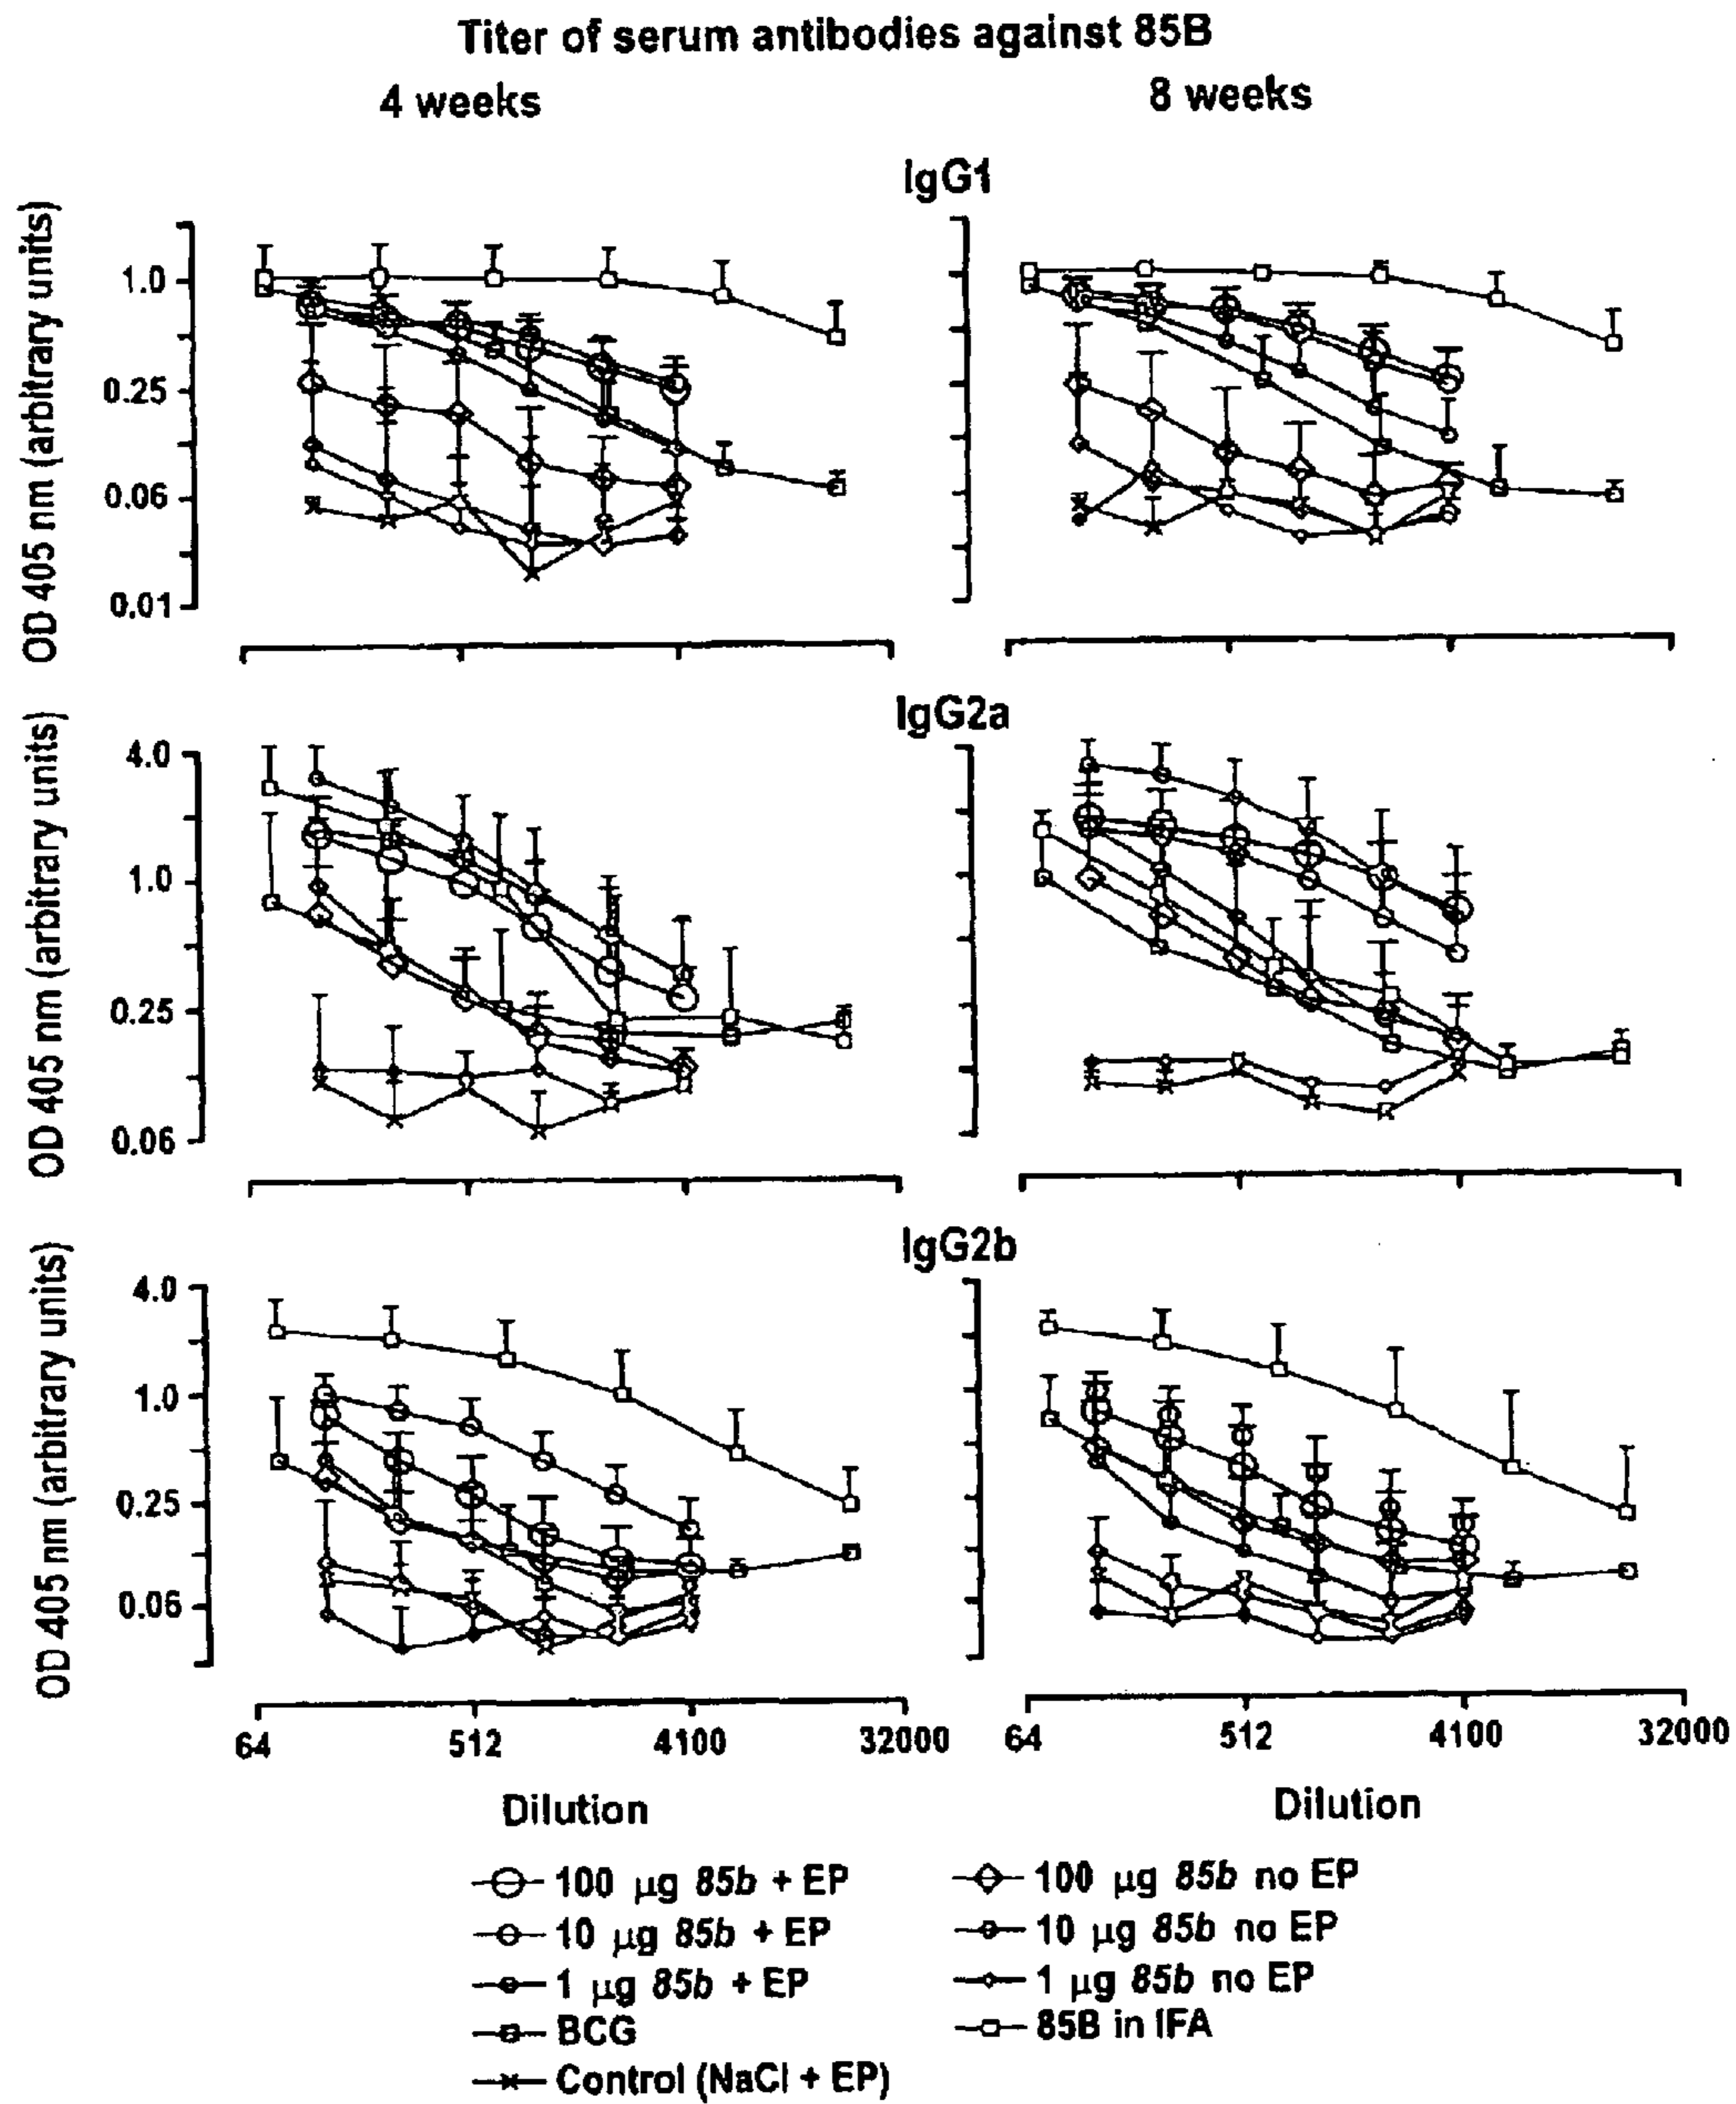 Titer of serum antibodies against 85B
4 weeks
8 weeks
IgG1
OD 405 nm (arbitrary units)
1.0
0.25
0.06
0.01
IgG2a
OD 405 nm (arbitrary units)
4.0
1.0
0.25
0.06
IgG2b
OD 405 nm (arbitrary units)
4.0
1.0
0.25
0.06
64 512 4100 32000
64 512 4100 32000
Dilution
Dilution
100 µg 85b + EP
10 µg 85b + EP
1 µg 85b + EP
BCG
Control (NaCl + EP)
100 µg 85b no EP
10 µg 85b no EP
1 µg 85b no EP
85B in IFA